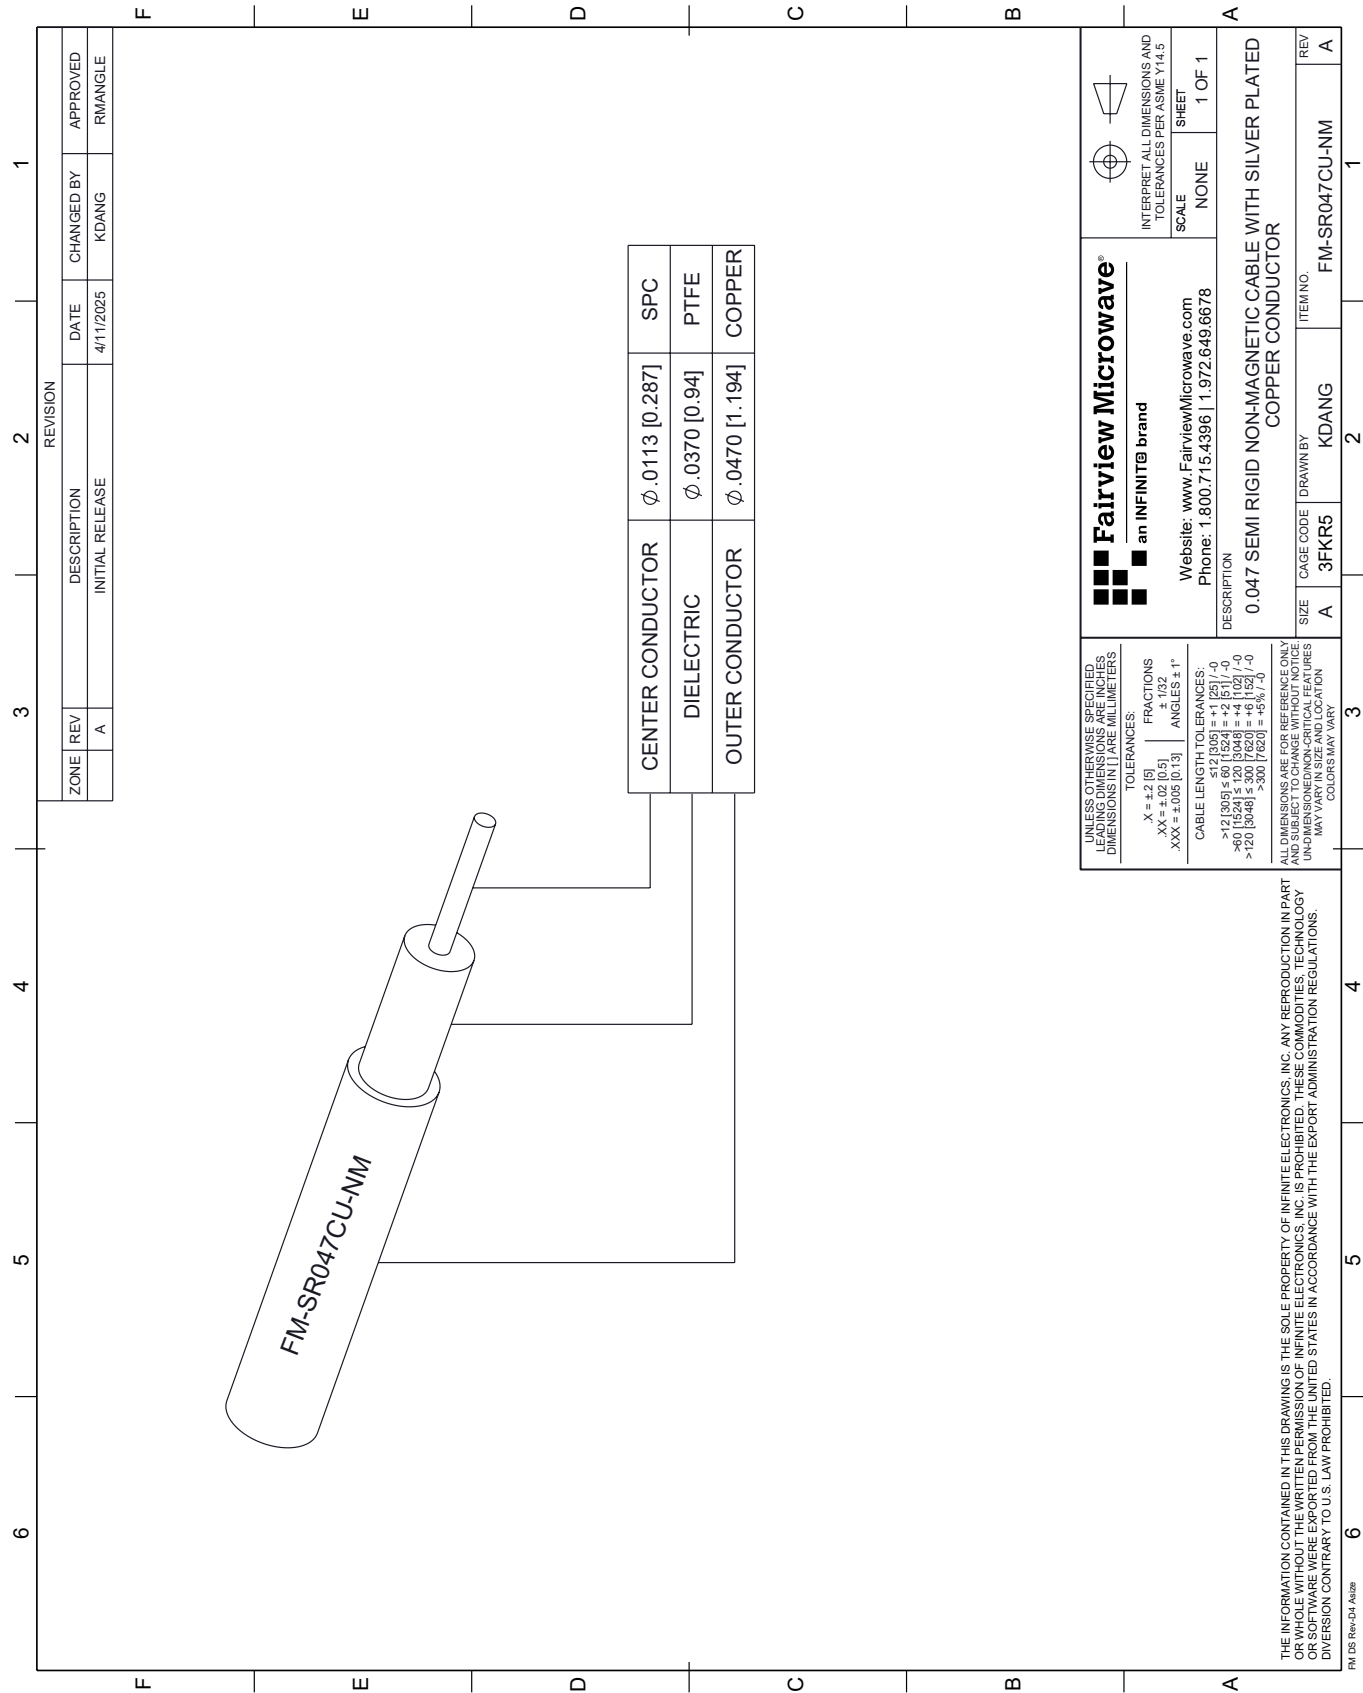 6
5
4
3
2
1
F
E
D
C
B
A
REVISION
ZONE REV DESCRIPTION DATE CHANGED BY APPROVED
A INITIAL RELEASE 4/11/2025 KDANG RMANGLE
FM-SR047CU-NM
CENTER CONDUCTOR ⌀.0113 [0.287] SPC
DIELECTRIC ⌀.0370 [0.94] PTFE
OUTER CONDUCTOR ⌀.0470 [1.194] COPPER
THE INFORMATION CONTAINED IN THIS DRAWING IS THE SOLE PROPERTY OF INFINITE ELECTRONICS, INC. ANY REPRODUCTION IN PART
OR WHOLE WITHOUT THE WRITTEN PERMISSION OF INFINITE ELECTRONICS, INC. IS PROHIBITED. THESE COMMODITIES, TECHNOLOGY
OR SOFTWARE WERE EXPORTED FROM THE UNITED STATES IN ACCORDANCE WITH THE EXPORT ADMINISTRATION REGULATIONS.
DIVERSION CONTRARY TO U.S. LAW PROHIBITED.
UNLESS OTHERWISE SPECIFIED
LEADING DIMENSIONS ARE INCHES
DIMENSIONS IN [ ] ARE MILLIMETERS
TOLERANCES:
.X = ±.2 [5]
.XX = ±.02 [0.5]
.XXX = ±.005 [0.13]
FRACTIONS
± 1/32
ANGLES ± 1°
CABLE LENGTH TOLERANCES:
≤12 [305] = +1 [25] / -0
>12 [305] ≤ 60 [1524] = +2 [51] / -0
>60 [1524] ≤ 120 [3048] = +4 [102] / -0
>120 [3048] ≤ 300 [7620] = +6 [152] / -0
>300 [7620] = +5% / -0
ALL DIMENSIONS ARE FOR REFERENCE ONLY
AND SUBJECT TO CHANGE WITHOUT NOTICE.
UN-DIMENSIONED/NON-CRITICAL FEATURES
MAY VARY IN SIZE AND LOCATION
COLORS MAY VARY
Fairview Microwave®
an INFINITE brand
Website: www.FairviewMicrowave.com
Phone: 1.800.715.4396 | 1.972.649.6678
INTERPRET ALL DIMENSIONS AND
TOLERANCES PER ASME Y14.5
SCALE
NONE
SHEET
1 OF 1
DESCRIPTION
0.047 SEMI RIGID NON-MAGNETIC CABLE WITH SILVER PLATED
COPPER CONDUCTOR
SIZE
A
CAGE CODE
3FKR5
DRAWN BY
KDANG
ITEM NO.
FM-SR047CU-NM
REV
A
F
E
D
C
B
A
6
5
4
3
2
1
FM DS Rev-D4 Asize